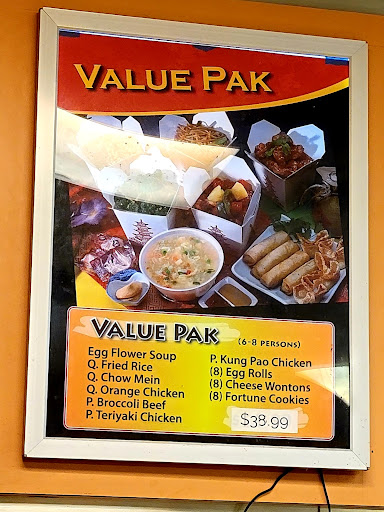 VALUE PAK
VALUE PAK (6-8 PERSONS)
Egg Flower Soup
Q. Fried Rice
Q. Chow Mein
Q. Orange Chicken
P. Broccoli Beef
P. Teriyaki Chicken
P. Kung Pao Chicken
(8) Egg Rolls
(8) Cheese Wontons
(8) Fortune Cookies
$38.99